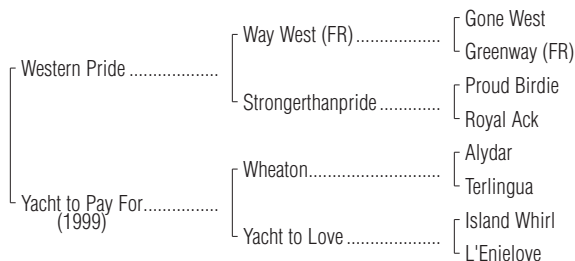 Gone West
Way West (FR)....................
Greenway (FR)
Western Pride ..................
Proud Birdie
Strongerthanpride ...............
Royal Ack
Alydar
Wheaton..............................
Terlingua
Yacht to Pay For...............
(1999)
Island Whirl
Yacht to Love .....................
L'Enielove